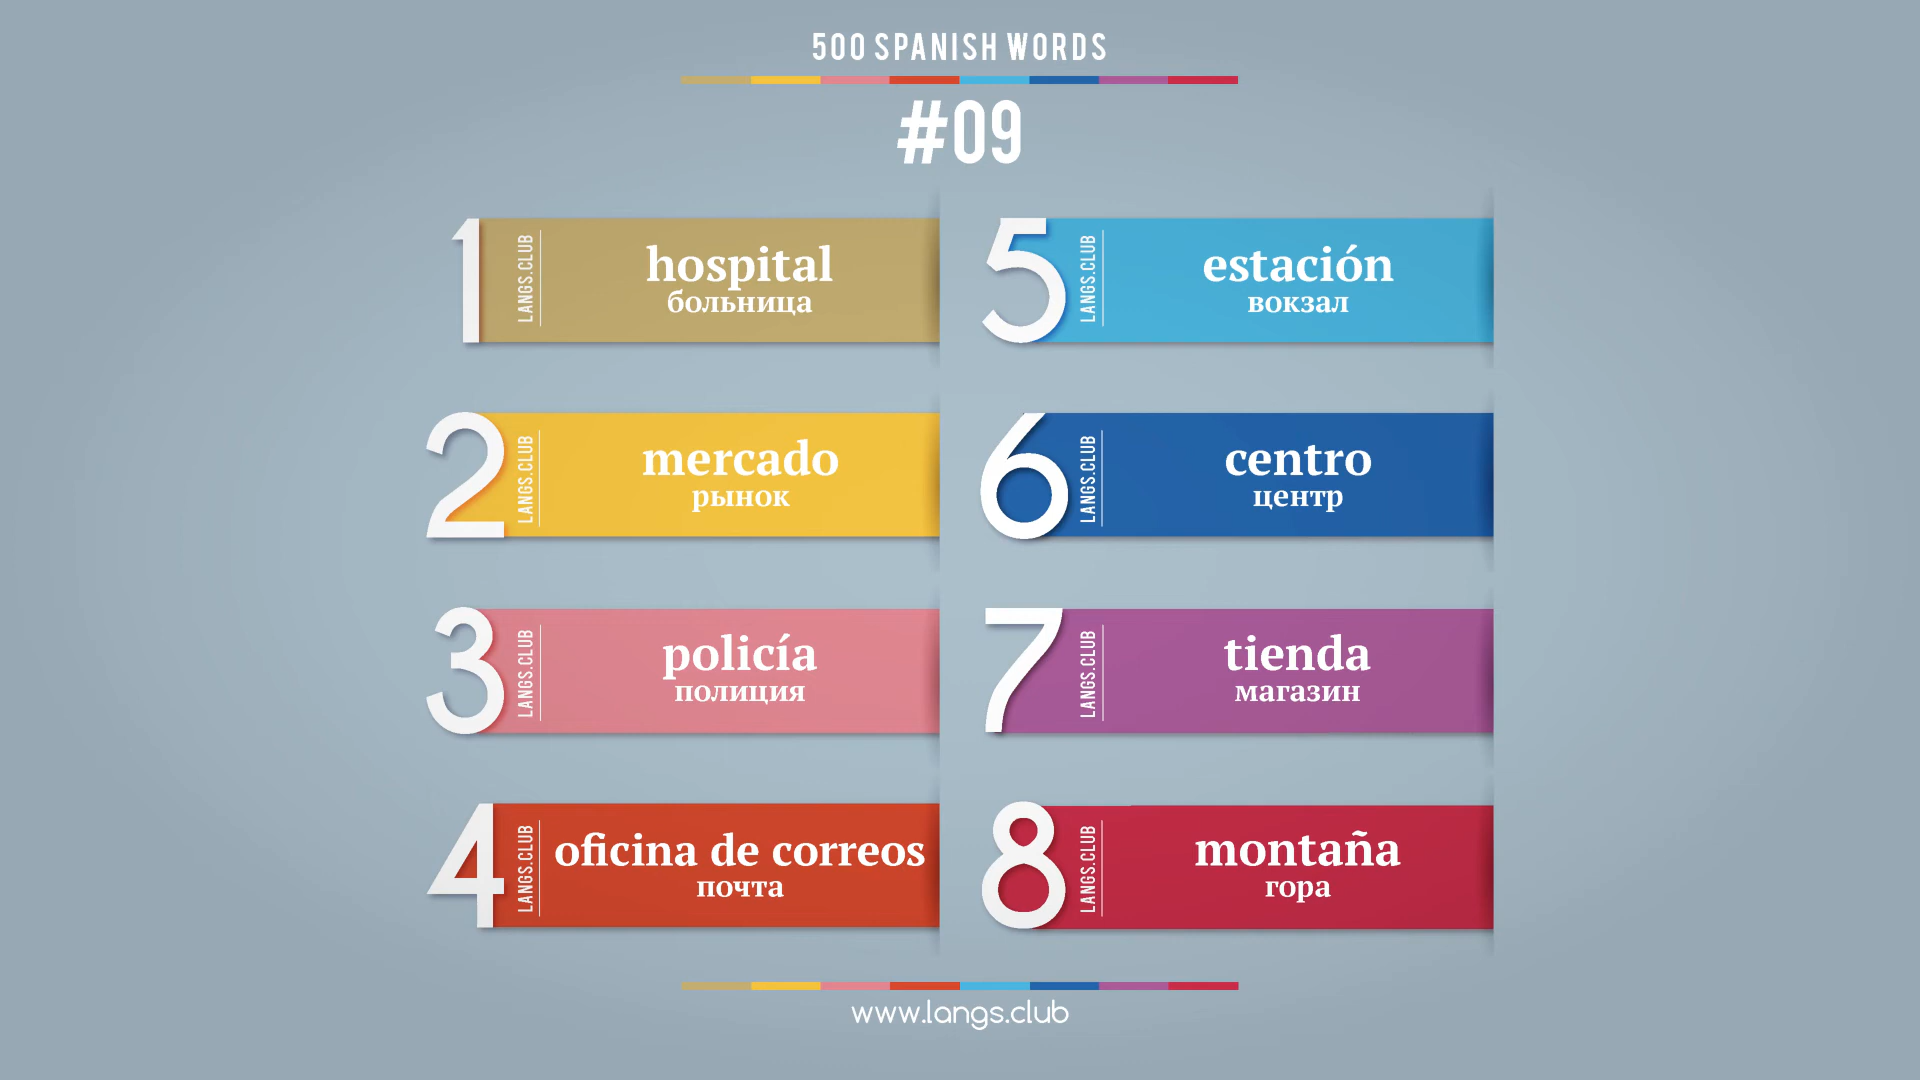 500 SPANISH WORDS
#09
1
LANGS.CLUB
hospital
больница
2
LANGS.CLUB
mercado
рынок
3
LANGS.CLUB
policía
полиция
4
LANGS.CLUB
oficina de correos
почта
5
LANGS.CLUB
estación
вокзал
6
LANGS.CLUB
centro
центр
7
LANGS.CLUB
tienda
магазин
8
LANGS.CLUB
montaña
гора
www.langs.club